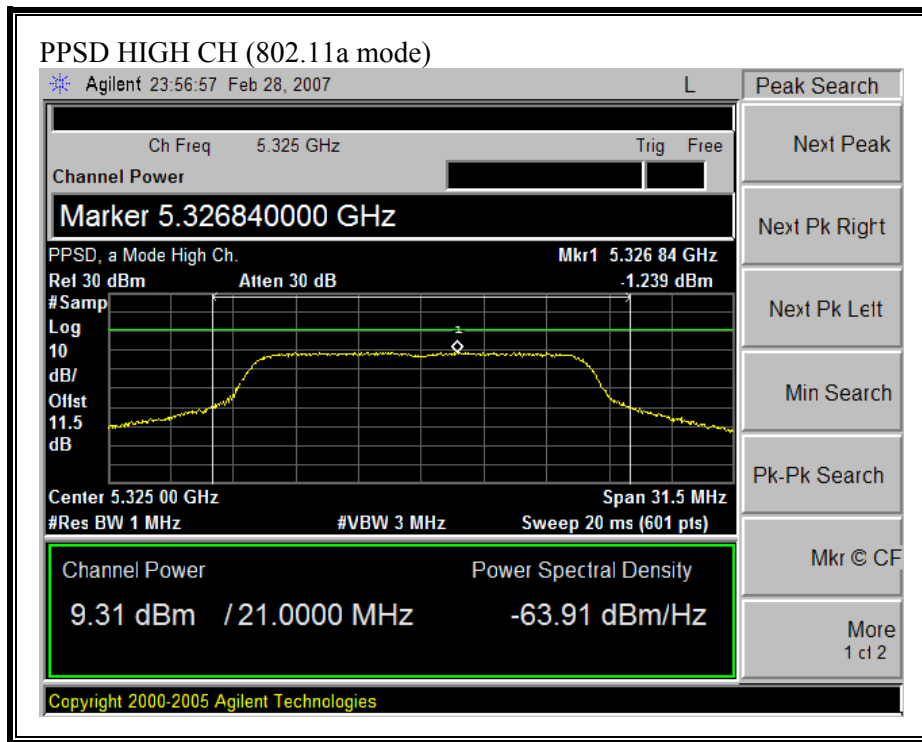 PPSD HIGH CH (802.11a mode)
Agilent 23:56:57 Feb 28, 2007 L
Peak Search
Ch Freq 5.325 GHz Trig Free
Channel Power
Marker 5.326840000 GHz
PPSD, a Mode High Ch. Mkr1 5.326 84 GHz
Ref 30 dBm Atten 30 dB -1.239 dBm
#Samp
Log
10
dB/
Offst
11.5
dB
1
Center 5.325 00 GHz Span 31.5 MHz
#Res BW 1 MHz #VBW 3 MHz Sweep 20 ms (601 pts)
Channel Power Power Spectral Density
9.31 dBm / 21.0000 MHz -63.91 dBm/Hz
Next Peak
Next Pk Right
Next Pk Left
Min Search
Pk-Pk Search
Mkr © CF
More
1 of 2
Copyright 2000-2005 Agilent Technologies